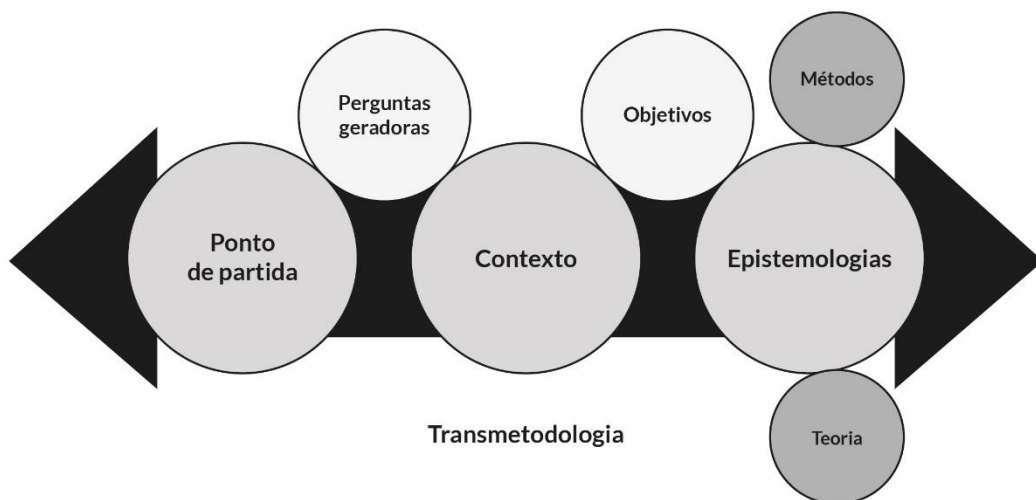 Métodos
Perguntas
geradoras
Objetivos
Ponto
de partida
Contexto
Epistemologias
Transmetodologia
Teoria